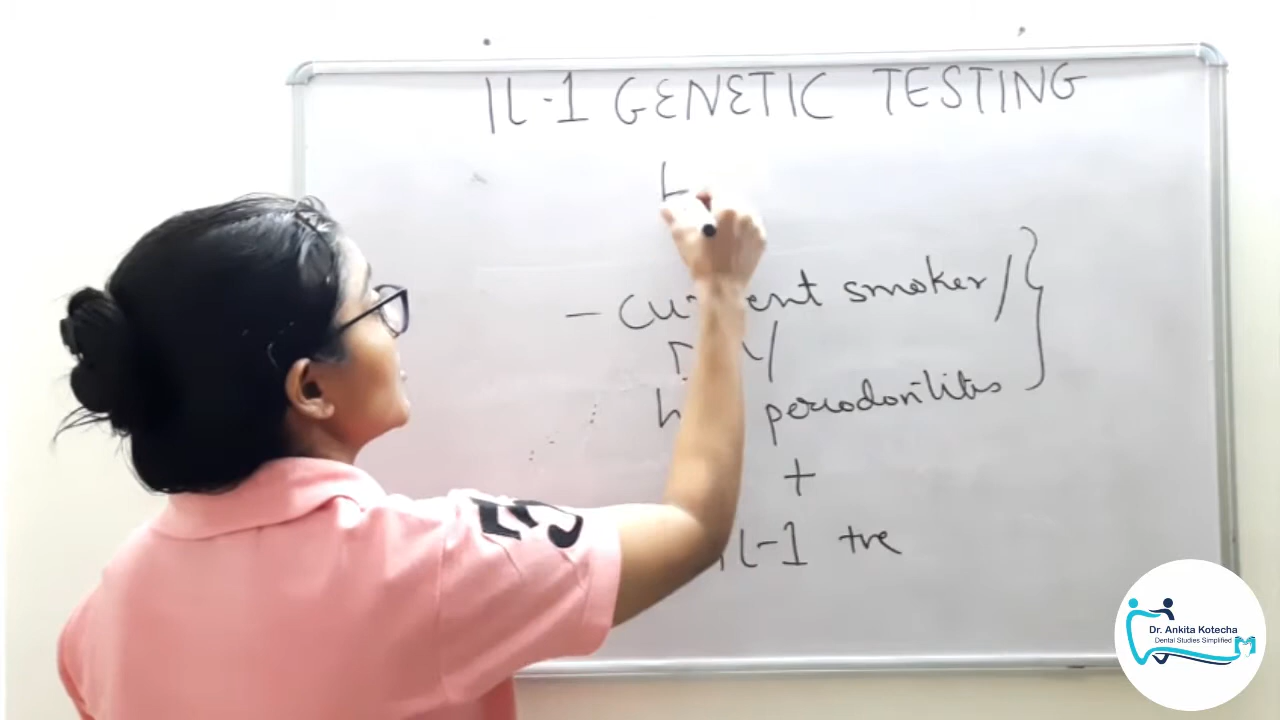 IL-1 GENETIC TESTING
- current smoker /
periodontitis
+
IL-1 +ve
Dr. Ankita Kotecha
Dental Studies Simplified